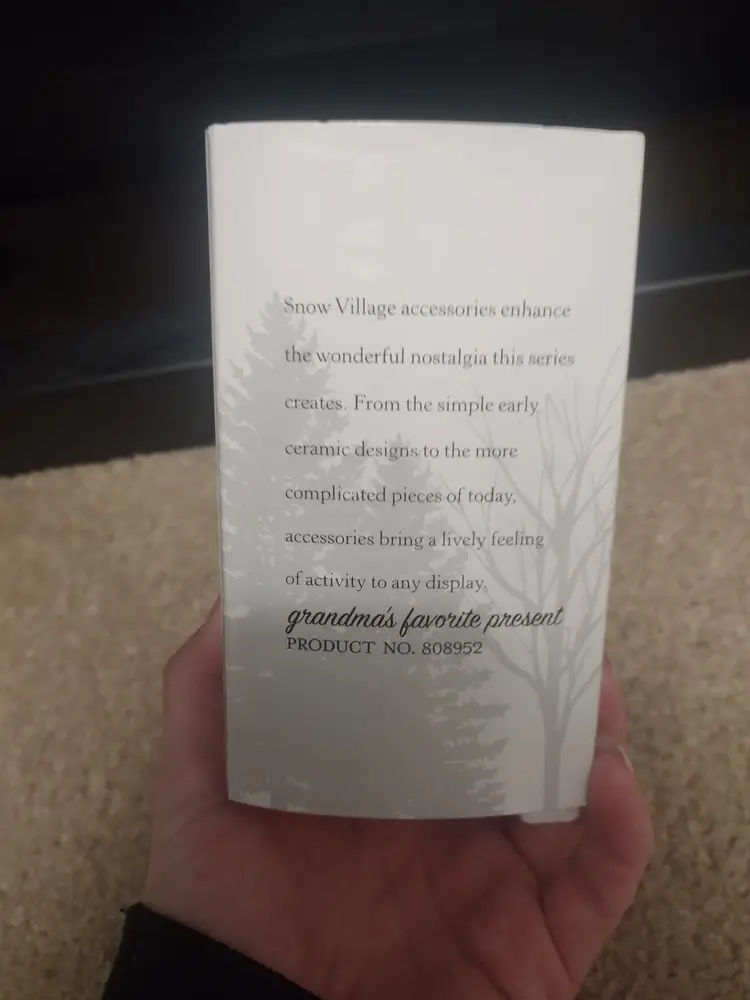 Snow Village accessories enhance
the wonderful nostalgia this series
creates. From the simple early
ceramic designs to the more
complicated pieces of today,
accessories bring a lively feeling
of activity to any display.
grandma's favorite present
PRODUCT NO. 808952